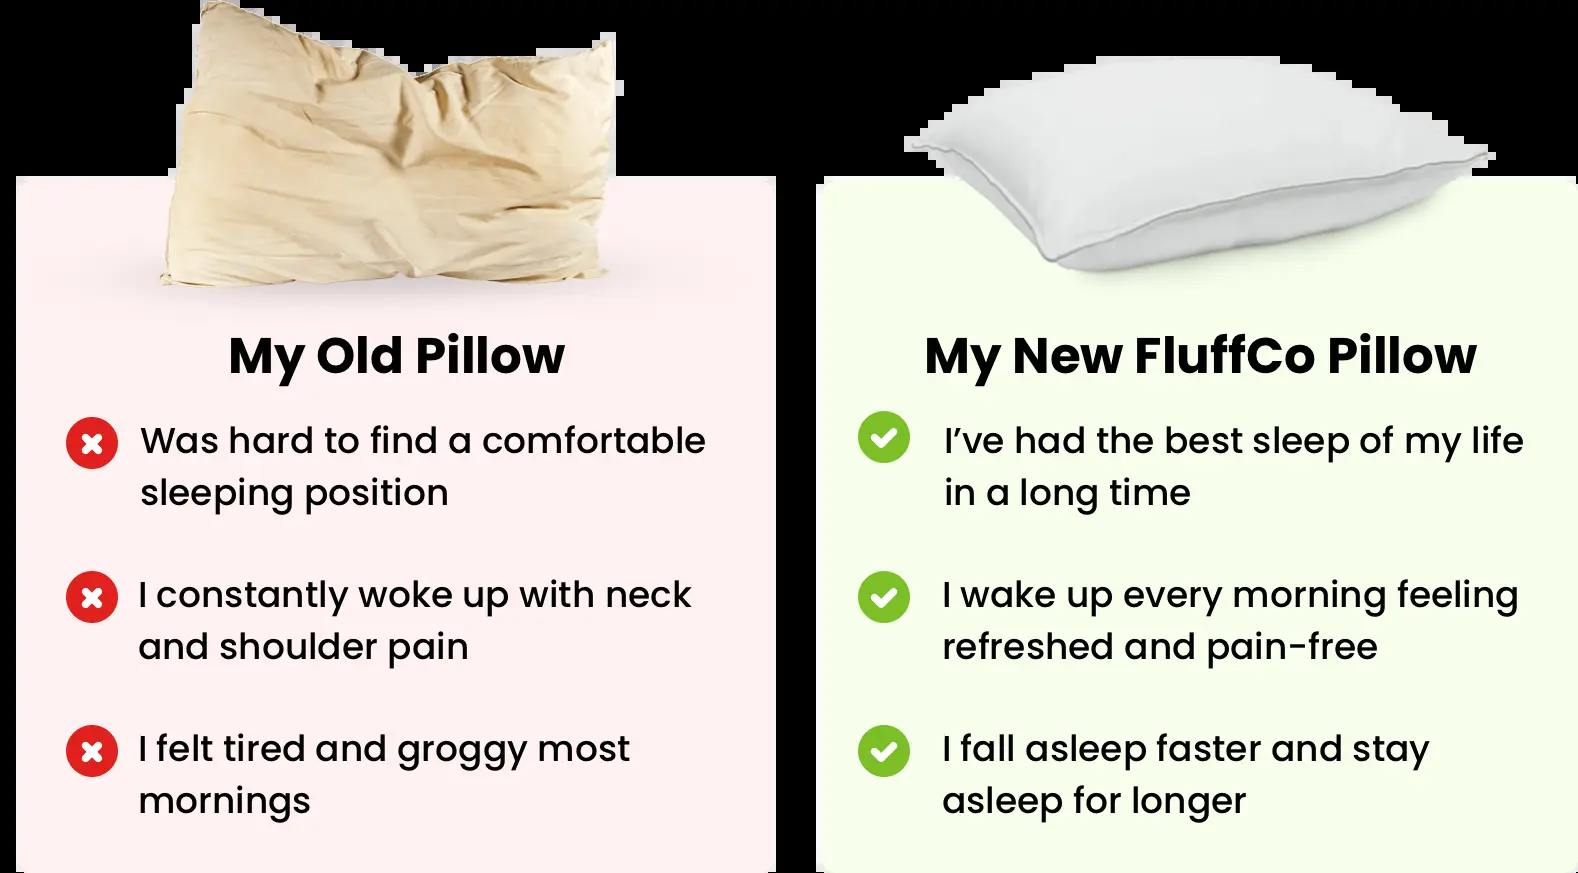 My Old Pillow
Was hard to find a comfortable
sleeping position
I constantly woke up with neck
and shoulder pain
I felt tired and groggy most
mornings
My New FluffCo Pillow
I’ve had the best sleep of my life
in a long time
I wake up every morning feeling
refreshed and pain-free
I fall asleep faster and stay
asleep for longer